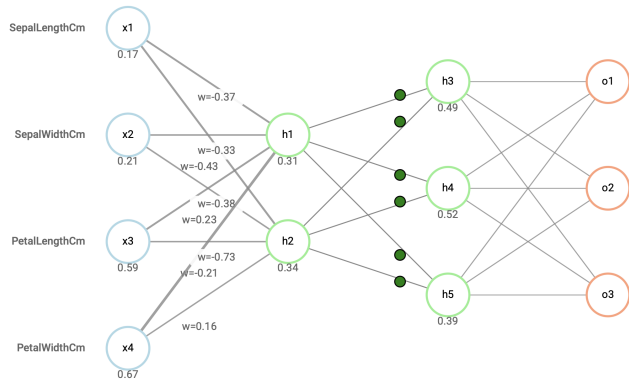 SepalLengthCm
x1
0.17
w=-0.37
h3
0.49
o1
SepalWidthCm
x2
0.21
h1
0.31
w=-0.33
w=-0.43
h4
0.52
o2
w=-0.38
w=0.23
PetalLengthCm
x3
0.59
h2
0.34
w=-0.73
w=-0.21
h5
0.39
o3
w=0.16
PetalWidthCm
x4
0.67